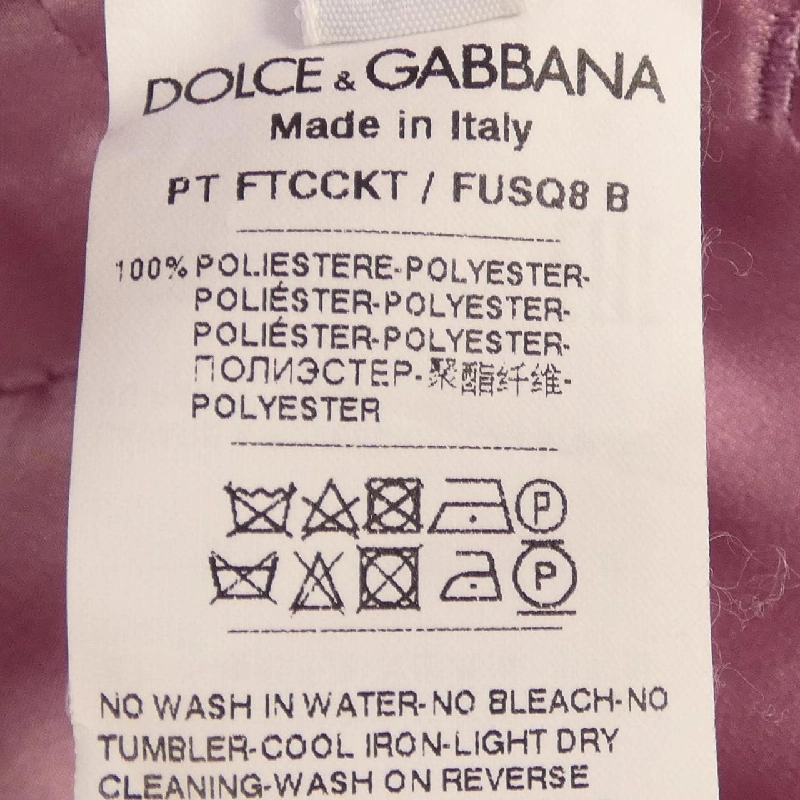 DOLCE & GABBANA
Made in Italy
PT FTCCKT / FUSQ8 B
100% POLIESTERE-POLYESTER-
POLIÉSTER-POLYESTER-
POLIÉSTER-POLYESTER-
ПОЛИЭСТЕР-聚酯纤维-
POLYESTER
P
P
NO WASH IN WATER-NO BLEACH-NO
TUMBLER-COOL IRON-LIGHT DRY
CLEANING-WASH ON REVERSE